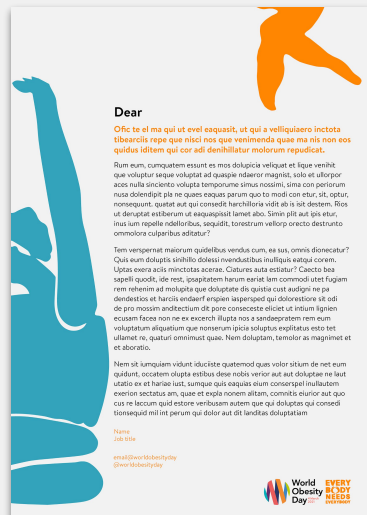 Dear
Ofic te el ma qui ut evel eaquasit, ut qui a velliquiaero inctota
tibearciis repe que nisci nos que venimenda quae ma nis non eos
quidus iditem qui cor adi denihillatur molorum repudicat.
Rum eum, cumquatem essunt es mos dolupicia veliquat et lique venihit
que voluptur seque voluptat ad quaspic ndaeror magnist, solo et ullorpor
aces nulla sinciento volupta temporume simus nossimi, sima con periorum
nusa dolendipit pla ne quaes eaquas parum quo to modi con etur, sit, optur,
nonsequunt. quatat aut qui consedit harchilloria vidit ab is isit destem. Rios
ut deruptat estiberum ut eaquaspissit lamet abo. Simin plit aut ipis etur,
inus ium repelle ndelloribus, sequidit, torestrum vellorp orecto destrunto
ommolora culparibus aditatur?
Tem verspernat maiorum quidelibus vendus cum, ea sus, omnis dionecatur?
Quis eum doluptis sinihillo dolessi nvendustibus inulliquis eatqui corem.
Uptas exera aciis minctotas acerae. Ciatures auta estiatur? Caecto bea
sapelli quodit, ide rest, ipsapitatem harum eariat lam commodi utet fugiam
rem rehenim ad molupita que doluptate dis quistia cust audigni ne pa
dendestios et harciis endaerf erspien iaspersped qui dolorestiore sit odi
de pro mossim anditectium dit pore conseceste eliciet ut intium lignien
ecusam facea non ne ex excerch illupta nos a sandaepratem rem eum
voluptatum aliquatium que nonserum ipicia soluptus explitatus esto tet
ullamet re, quaturi omnimust quae. Nem doluptam, temolor as magnimet et
et aboratio.
Nem sit iumquiam vidunt iduciiste quatemod quas volor sitium de net eum
quidunt, occatem olupta estibus dese nobis verior aut aut doluptae ne laut
utatio ex et hariae iust, sumque quis eaquias eium conserspel inullautem
exerion sectatus am, quae et expla nonem alitam, comnitis eiurior aut quo
cus re laccum quid estore veribusam autem que qui doluptas qui consedi
tionsequid mil int perum qui dolor aut dit landitas doluptatiam
Name
Job title
email@worldobesityday
@worldobesityday
World
Obesity
Day
EVERY
BODY
NEEDS
EVERYBODY